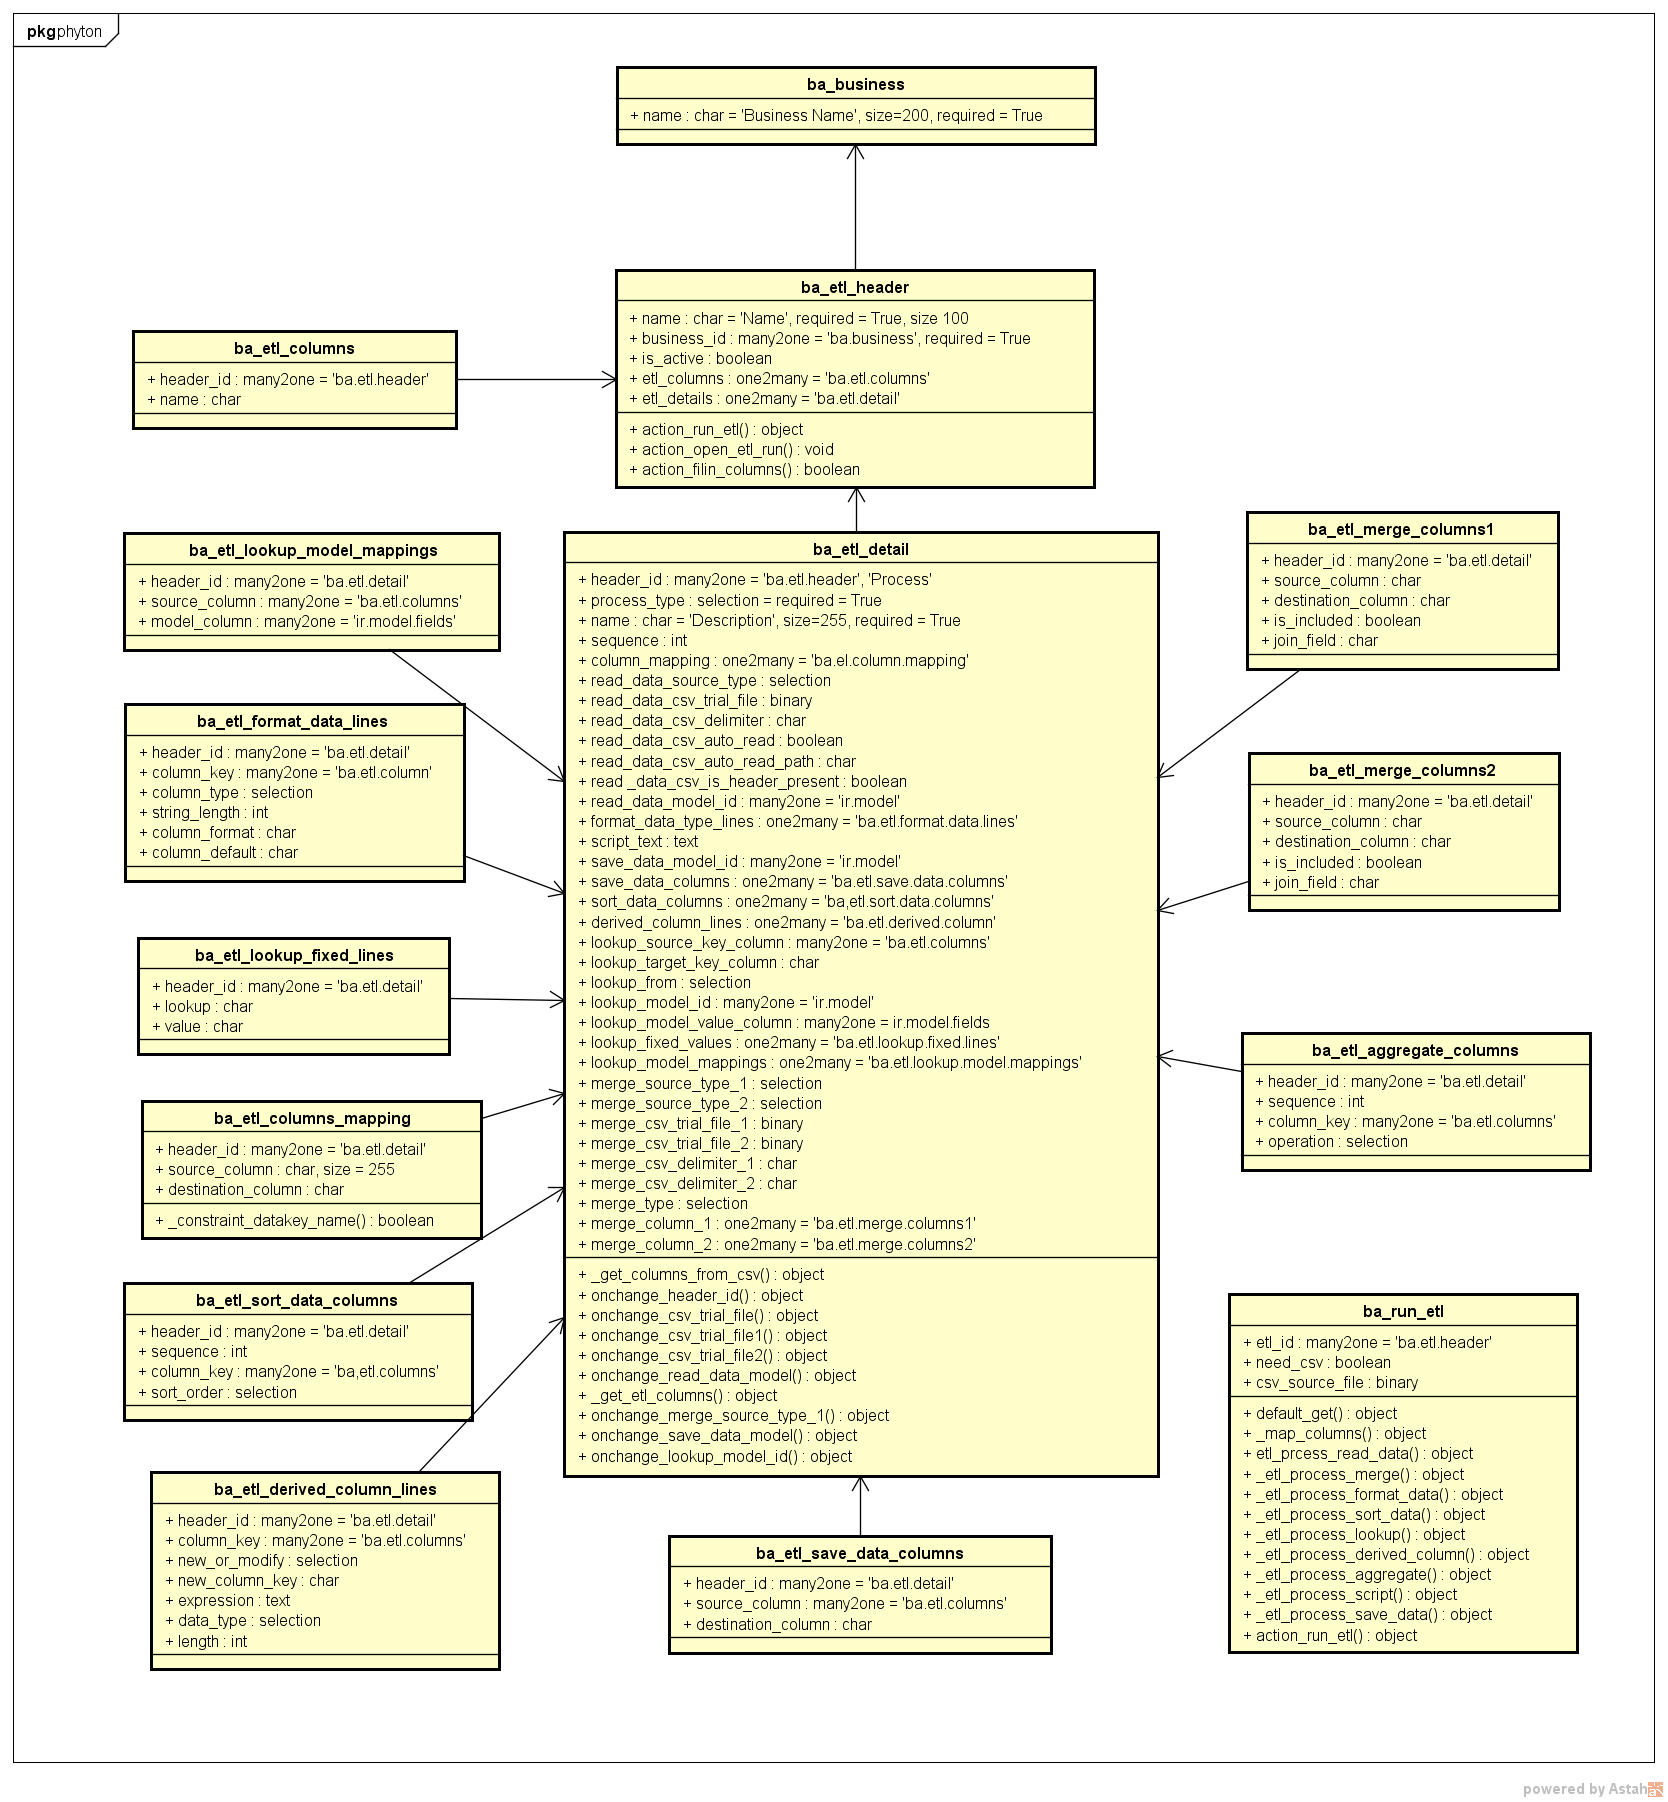 pkg phyton
ba_business
+ name : char = 'Business Name', size=200, required = True
ba_etl_header
+ name : char = 'Name', required = True, size 100
+ business_id : many2one = 'ba.business', required = True
+ is_active : boolean
+ etl_columns : one2many = 'ba.etl.columns'
+ etl_details : one2many = 'ba.etl.detail'
+ action_run_etl() : object
+ action_open_etl_run() : void
+ action_filin_columns() : boolean
ba_etl_columns
+ header_id : many2one = 'ba.etl.header'
+ name : char
ba_etl_lookup_model_mappings
+ header_id : many2one = 'ba.etl.detail'
+ source_column : many2one = 'ba.etl.columns'
+ model_column : many2one = 'ir.model.fields'
ba_etl_format_data_lines
+ header_id : many2one = 'ba.etl.detail'
+ column_key : many2one = 'ba.etl.column'
+ column_type : selection
+ string_length : int
+ column_format : char
+ column_default : char
ba_etl_lookup_fixed_lines
+ header_id : many2one = 'ba.etl.detail'
+ lookup : char
+ value : char
ba_etl_columns_mapping
+ header_id : many2one = 'ba.etl.detail'
+ source_column : char, size = 255
+ destination_column : char
+ _constraint_datakey_name() : boolean
ba_etl_sort_data_columns
+ header_id : many2one = 'ba.etl.detail'
+ sequence : int
+ column_key : many2one = 'ba,etl.columns'
+ sort_order : selection
ba_etl_derived_column_lines
+ header_id : many2one = 'ba.etl.detail'
+ column_key : many2one = 'ba.etl.columns'
+ new_or_modify : selection
+ new_column_key : char
+ expression : text
+ data_type : selection
+ length : int
ba_etl_detail
+ header_id : many2one = 'ba.etl.header', 'Process'
+ process_type : selection = required = True
+ name : char = 'Description', size=255, required = True
+ sequence : int
+ column_mapping : one2many = 'ba.el.column.mapping'
+ read_data_source_type : selection
+ read_data_csv_trial_file : binary
+ read_data_csv_delimiter : char
+ read_data_csv_auto_read : boolean
+ read_data_csv_auto_read_path : char
+ read _data_csv_is_header_present : boolean
+ read_data_model_id : many2one = 'ir.model'
+ format_data_type_lines : one2many = 'ba.etl.format.data.lines'
+ script_text : text
+ save_data_model_id : many2one = 'ir.model'
+ save_data_columns : one2many = 'ba.etl.save.data.columns'
+ sort_data_columns : one2many = 'ba,etl.sort.data.columns'
+ derived_column_lines : one2many = 'ba.etl.derived.column'
+ lookup_source_key_column : many2one = 'ba.etl.columns'
+ lookup_target_key_column : char
+ lookup_from : selection
+ lookup_model_id : many2one = 'ir.model'
+ lookup_model_value_column : many2one = ir.model.fields
+ lookup_fixed_values : one2many = 'ba.etl.lookup.fixed.lines'
+ lookup_model_mappings : one2many = 'ba.etl.lookup.model.mappings'
+ merge_source_type_1 : selection
+ merge_source_type_2 : selection
+ merge_csv_trial_file_1 : binary
+ merge_csv_trial_file_2 : binary
+ merge_csv_delimiter_1 : char
+ merge_csv_delimiter_2 : char
+ merge_type : selection
+ merge_column_1 : one2many = 'ba.etl.merge.columns1'
+ merge_column_2 : one2many = 'ba.etl.merge.columns2'
+ _get_columns_from_csv() : object
+ onchange_header_id() : object
+ onchange_csv_trial_file() : object
+ onchange_csv_trial_file1() : object
+ onchange_csv_trial_file2() : object
+ onchange_read_data_model() : object
+ _get_etl_columns() : object
+ onchange_merge_source_type_1() : object
+ onchange_save_data_model() : object
+ onchange_lookup_model_id() : object
ba_etl_save_data_columns
+ header_id : many2one = 'ba.etl.detail'
+ source_column : many2one = 'ba.etl.columns'
+ destination_column : char
ba_etl_merge_columns1
+ header_id : many2one = 'ba.etl.detail'
+ source_column : char
+ destination_column : char
+ is_included : boolean
+ join_field : char
ba_etl_merge_columns2
+ header_id : many2one = 'ba.etl.detail'
+ source_column : char
+ destination_column : char
+ is_included : boolean
+ join_field : char
ba_etl_aggregate_columns
+ header_id : many2one = 'ba.etl.detail'
+ sequence : int
+ column_key : many2one = 'ba.etl.columns'
+ operation : selection
ba_run_etl
+ etl_id : many2one = 'ba.etl.header'
+ need_csv : boolean
+ csv_source_file : binary
+ default_get() : object
+ _map_columns() : object
+ etl_prcess_read_data() : object
+ _etl_process_merge() : object
+ _etl_process_format_data() : object
+ _etl_process_sort_data() : object
+ _etl_process_lookup() : object
+ _etl_process_derived_column() : object
+ _etl_process_aggregate() : object
+ _etl_process_script() : object
+ _etl_process_save_data() : object
+ action_run_etl() : object
powered by Astah